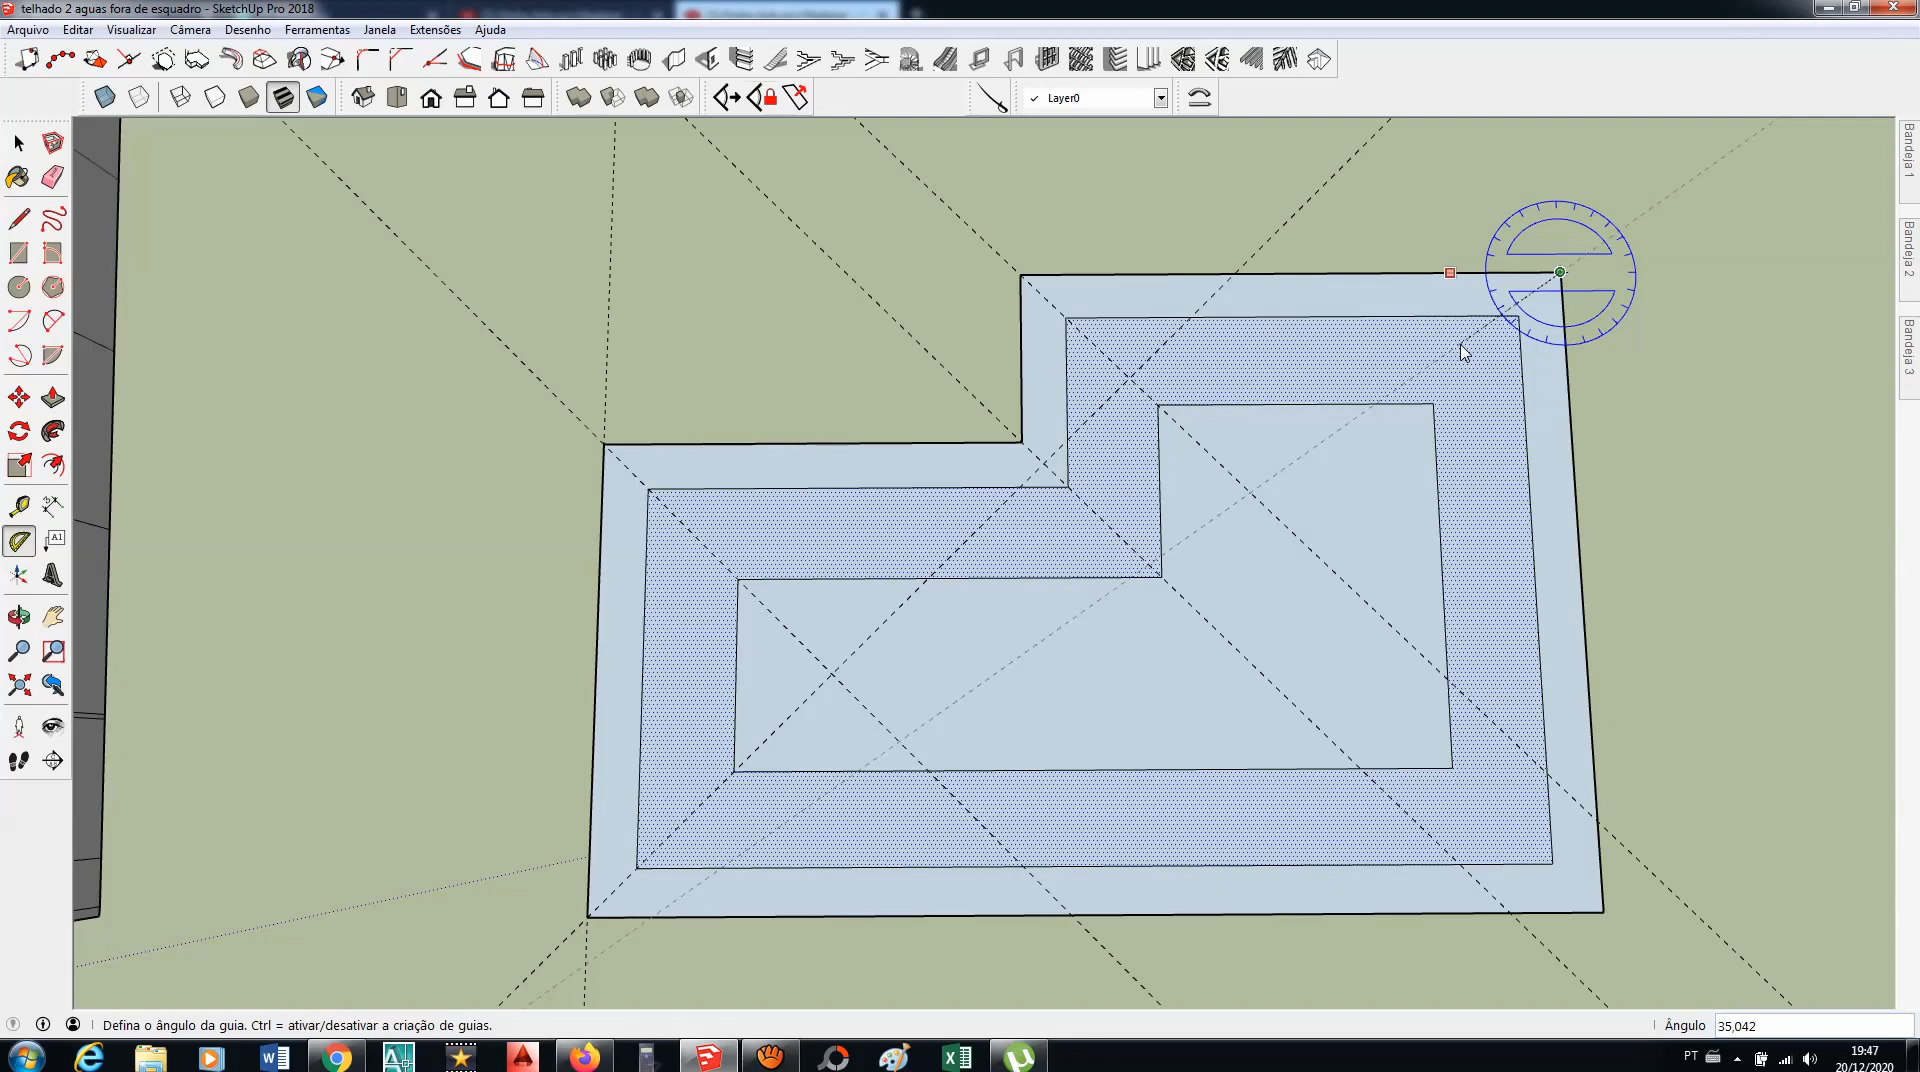 telhado 2 aguas fora de esquadro - SketchUp Pro 2018
Arquivo Editar Visualizar Câmera Desenho Ferramentas Janela Extensões Ajuda
Layer0
Bandeja 1
Bandeja 2
Bandeja 3
A1
Defina o ângulo da guia. Ctrl = ativar/desativar a criação de guias.
Ângulo 35,042
PT
19:47
20/12/2020